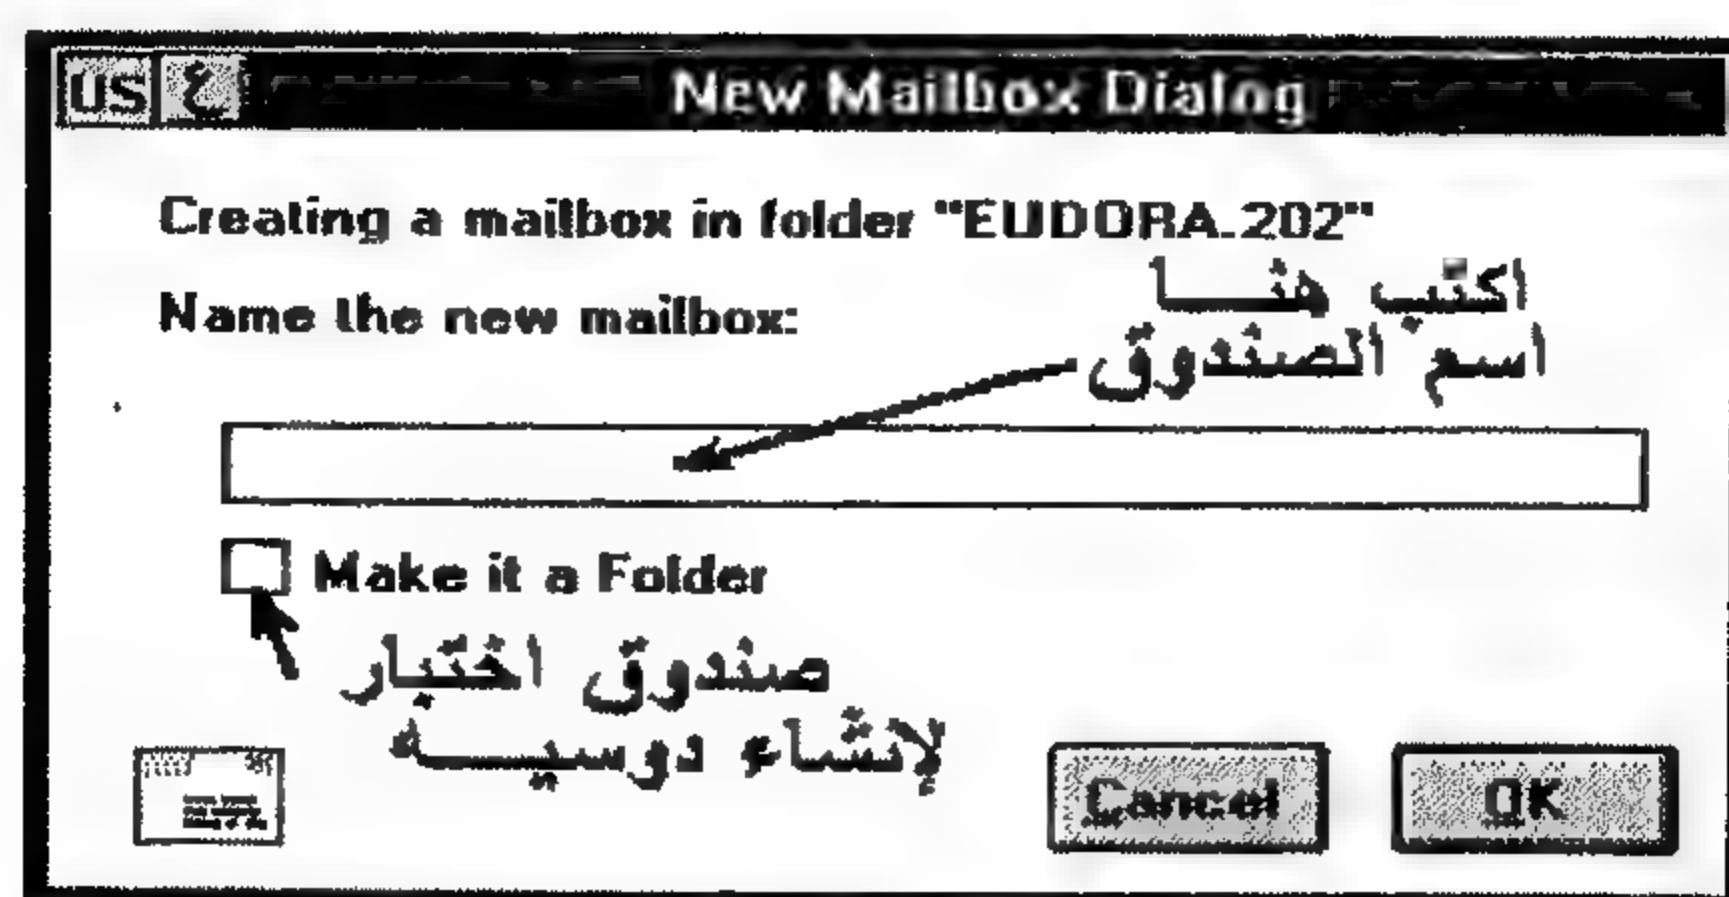 US ع New Mailbox Dialog
Creating a mailbox in folder "EUDORA.202"
Name the new mailbox:
اكتب هنا
اسم الصندوق
Make it a Folder
صندوق اختبار
لإنشاء دوسيه
Cancel OK